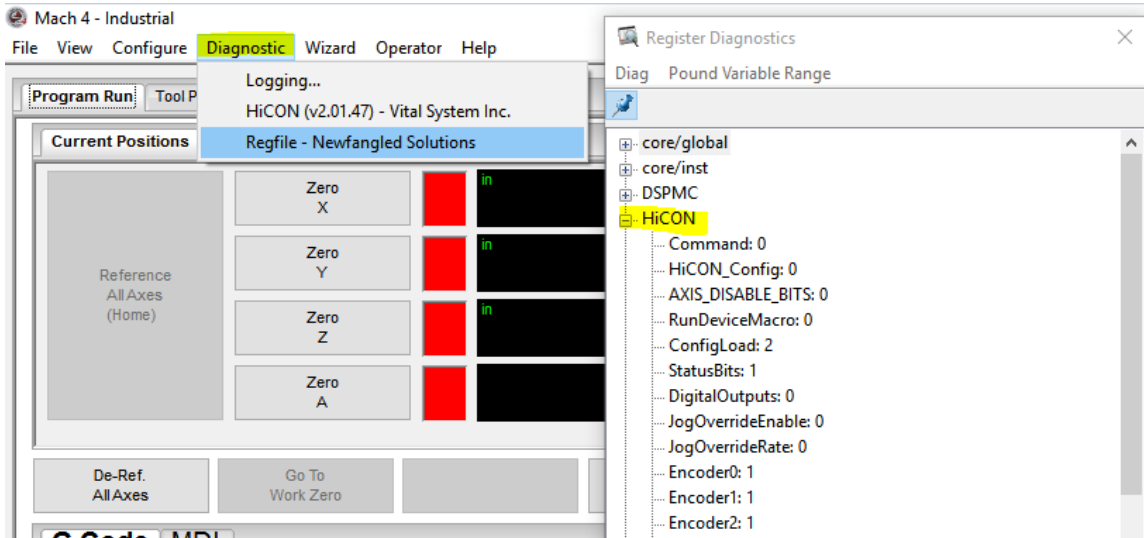 Mach 4 - Industrial
File View Configure Diagnostic Wizard Operator Help
Logging...
HiCON (v2.01.47) - Vital System Inc.
Regfile - Newfangled Solutions
Program Run Tool P
Current Positions
Reference
All Axes
(Home)
Zero
X
in
Zero
Y
in
Zero
Z
in
Zero
A
De-Ref.
All Axes
Go To
Work Zero
Register Diagnostics
Diag Pound Variable Range
core/global
core/inst
DSPMC
HiCON
Command: 0
HiCON_Config: 0
AXIS_DISABLE_BITS: 0
RunDeviceMacro: 0
ConfigLoad: 2
StatusBits: 1
DigitalOutputs: 0
JogOverrideEnable: 0
JogOverrideRate: 0
Encoder0: 1
Encoder1: 1
Encoder2: 1